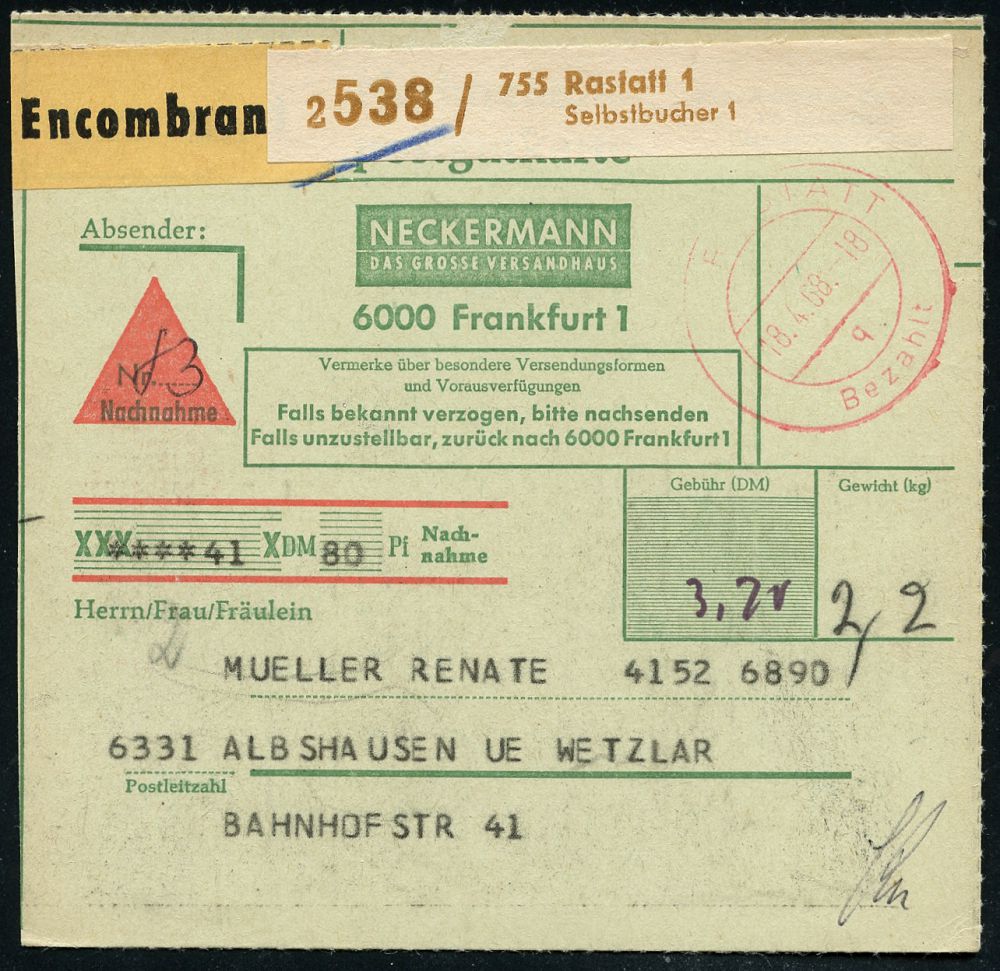 Encombran
2538 / 755 Rastatt 1
Selbstbucher 1
Absender:
NECKERMANN
DAS GROSSE VERSANDHAUS
6000 Frankfurt 1
18.4.68.-18
Bezahlt
Nr. 3
Nachnahme
Vermerke über besondere Versendungsformen
und Vorausverfügungen
Falls bekannt verzogen, bitte nachsenden
Falls unzustellbar, zurück nach 6000 Frankfurt 1
Gebühr (DM)
Gewicht (kg)
XXX****41 XDM 80 Pf Nach-
nahme
2,2
Herrn/Frau/Fräulein
MUELLER RENATE 4152 6890
6331 ALBSHAUSEN UE WETZLAR
Postleitzahl
BAHNHOFSTR 41